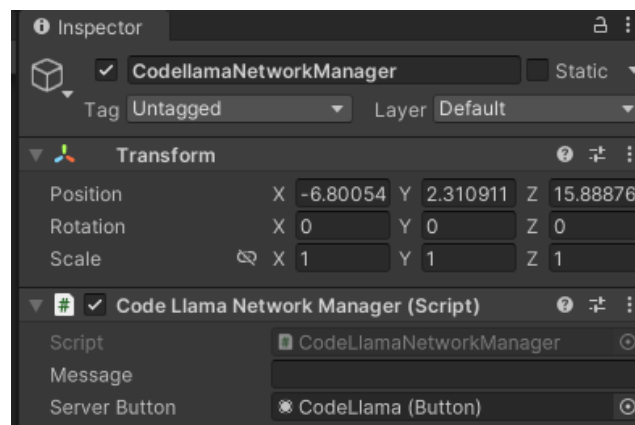 Inspector
CodellamaNetworkManager Static
Tag Untagged Layer Default
Transform
Position X -6.80054 Y 2.310911 Z 15.88876
Rotation X 0 Y 0 Z 0
Scale X 1 Y 1 Z 1
# Code Llama Network Manager (Script)
Script # CodeLlamaNetworkManager
Message
Server Button CodeLlama (Button)